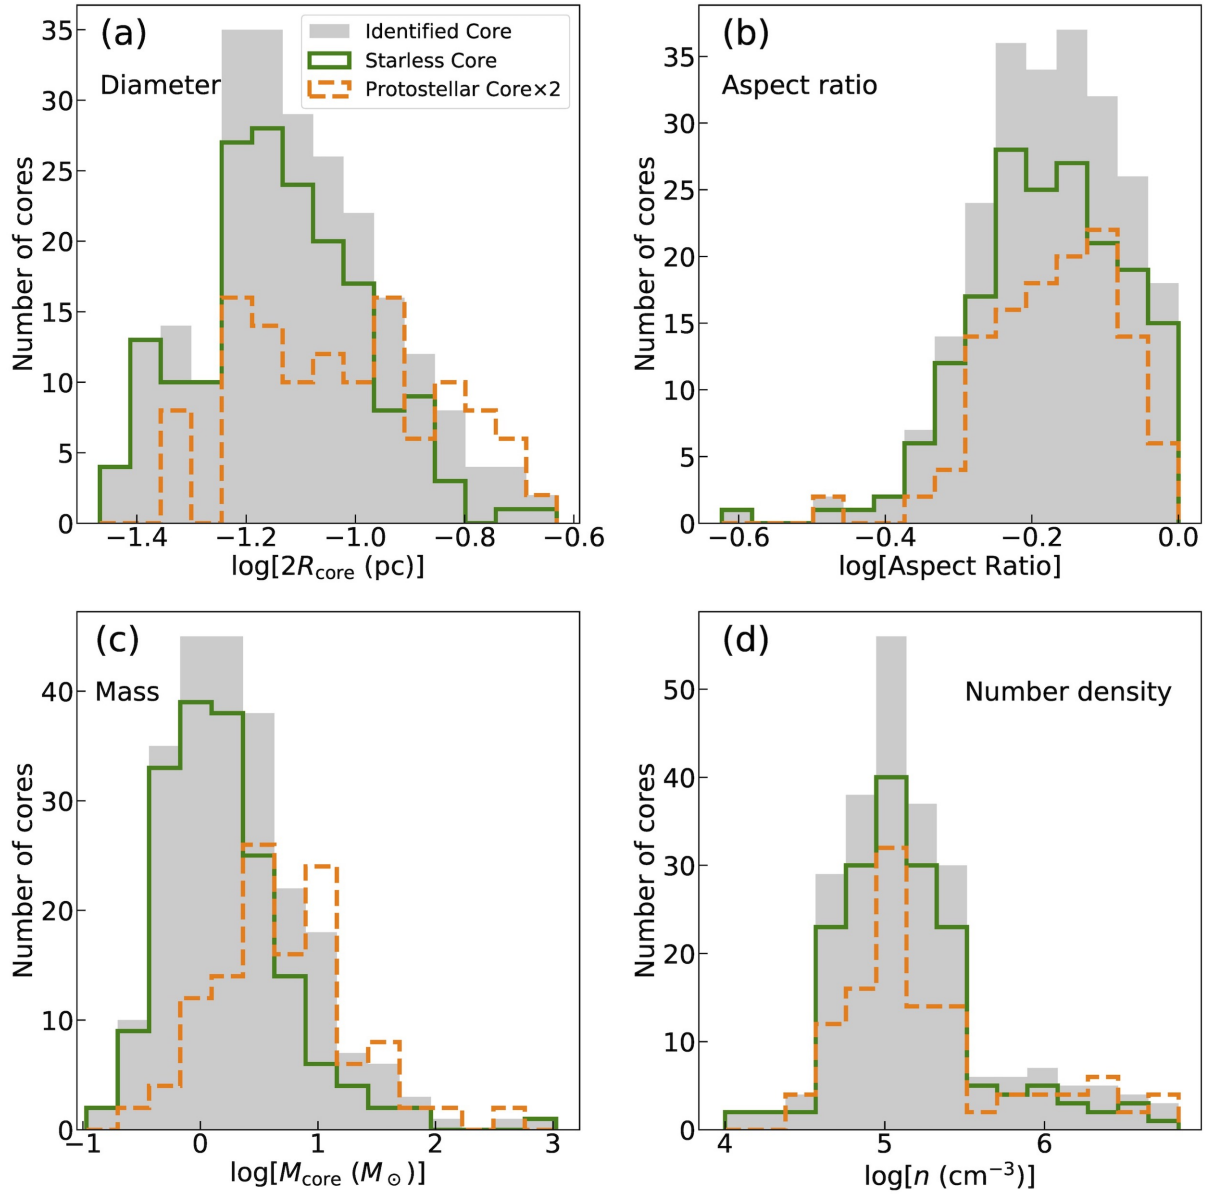 (a)
Diameter
Identified Core
Starless Core
Protostellar Core×2
Number of cores
35
30
25
20
15
10
5
0
−1.4 −1.2 −1.0 −0.8 −0.6
log[2R_core (pc)]
(b)
Aspect ratio
Number of cores
35
30
25
20
15
10
5
0
−0.6 −0.4 −0.2 0.0
log[Aspect Ratio]
(c)
Mass
Number of cores
40
30
20
10
0
−1 0 1 2 3
log[M_core (M_⊙)]
(d)
Number density
Number of cores
50
40
30
20
10
0
4 5 6
log[n (cm⁻³)]